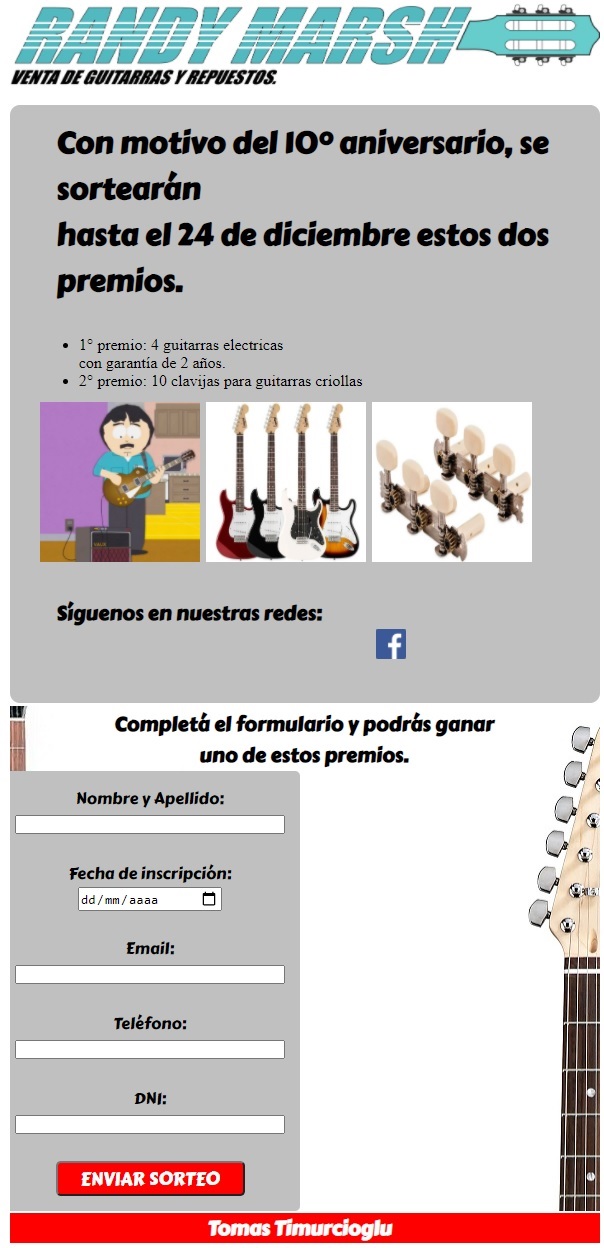 RANDY MARSH
VENTA DE GUITARRAS Y REPUESTOS.
Con motivo del 10º aniversario, se
sortearán
hasta el 24 de diciembre estos dos
premios.
1° premio: 4 guitarras electricas
con garantía de 2 años.
2° premio: 10 clavijas para guitarras criollas
Síguenos en nuestras redes:
f
Completá el formulario y podrás ganar
uno de estos premios.
Nombre y Apellido:
Fecha de inscripción:
dd/mm/aaaa
Email:
Teléfono:
DNI:
ENVIAR SORTEO
Tomas Timurcioglu